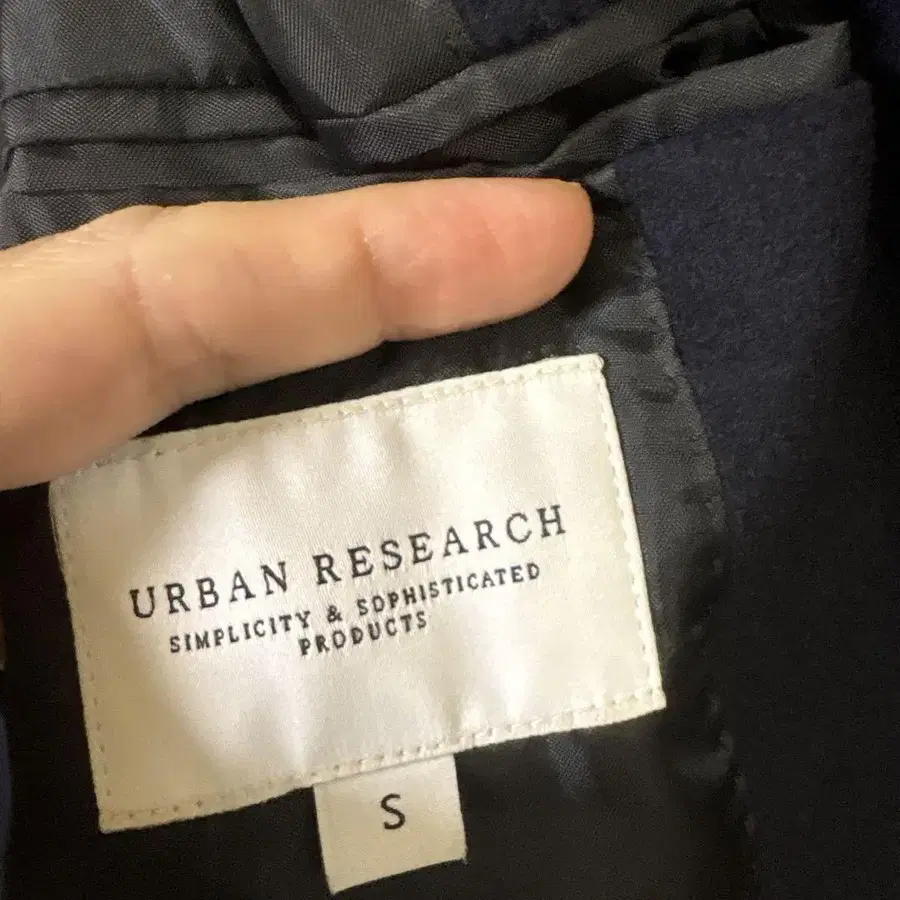 URBAN RESEARCH
SIMPLICITY & SOPHISTICATED
PRODUCTS
S